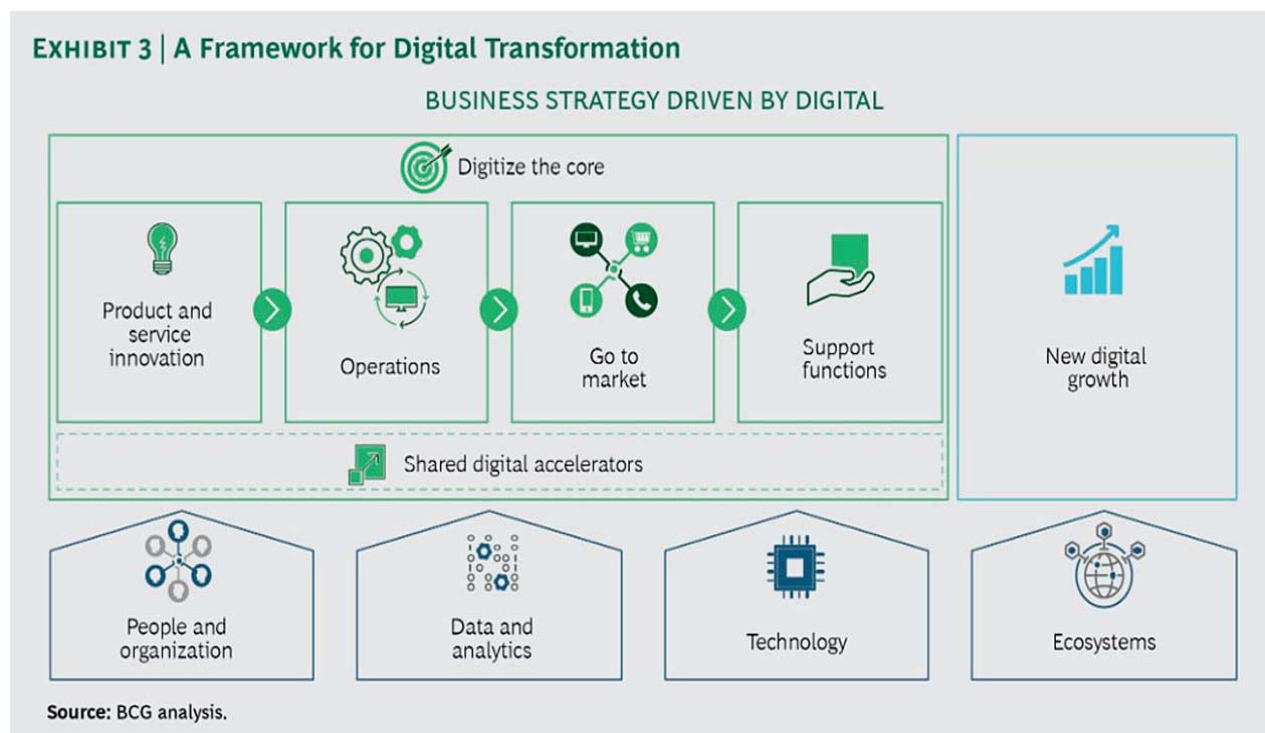 EXHIBIT 3 | A Framework for Digital Transformation
BUSINESS STRATEGY DRIVEN BY DIGITAL
Digitize the core
Product and
service
innovation
Operations
Go to
market
Support
functions
New digital
growth
Shared digital accelerators
People and
organization
Data and
analytics
Technology
Ecosystems
Source: BCG analysis.